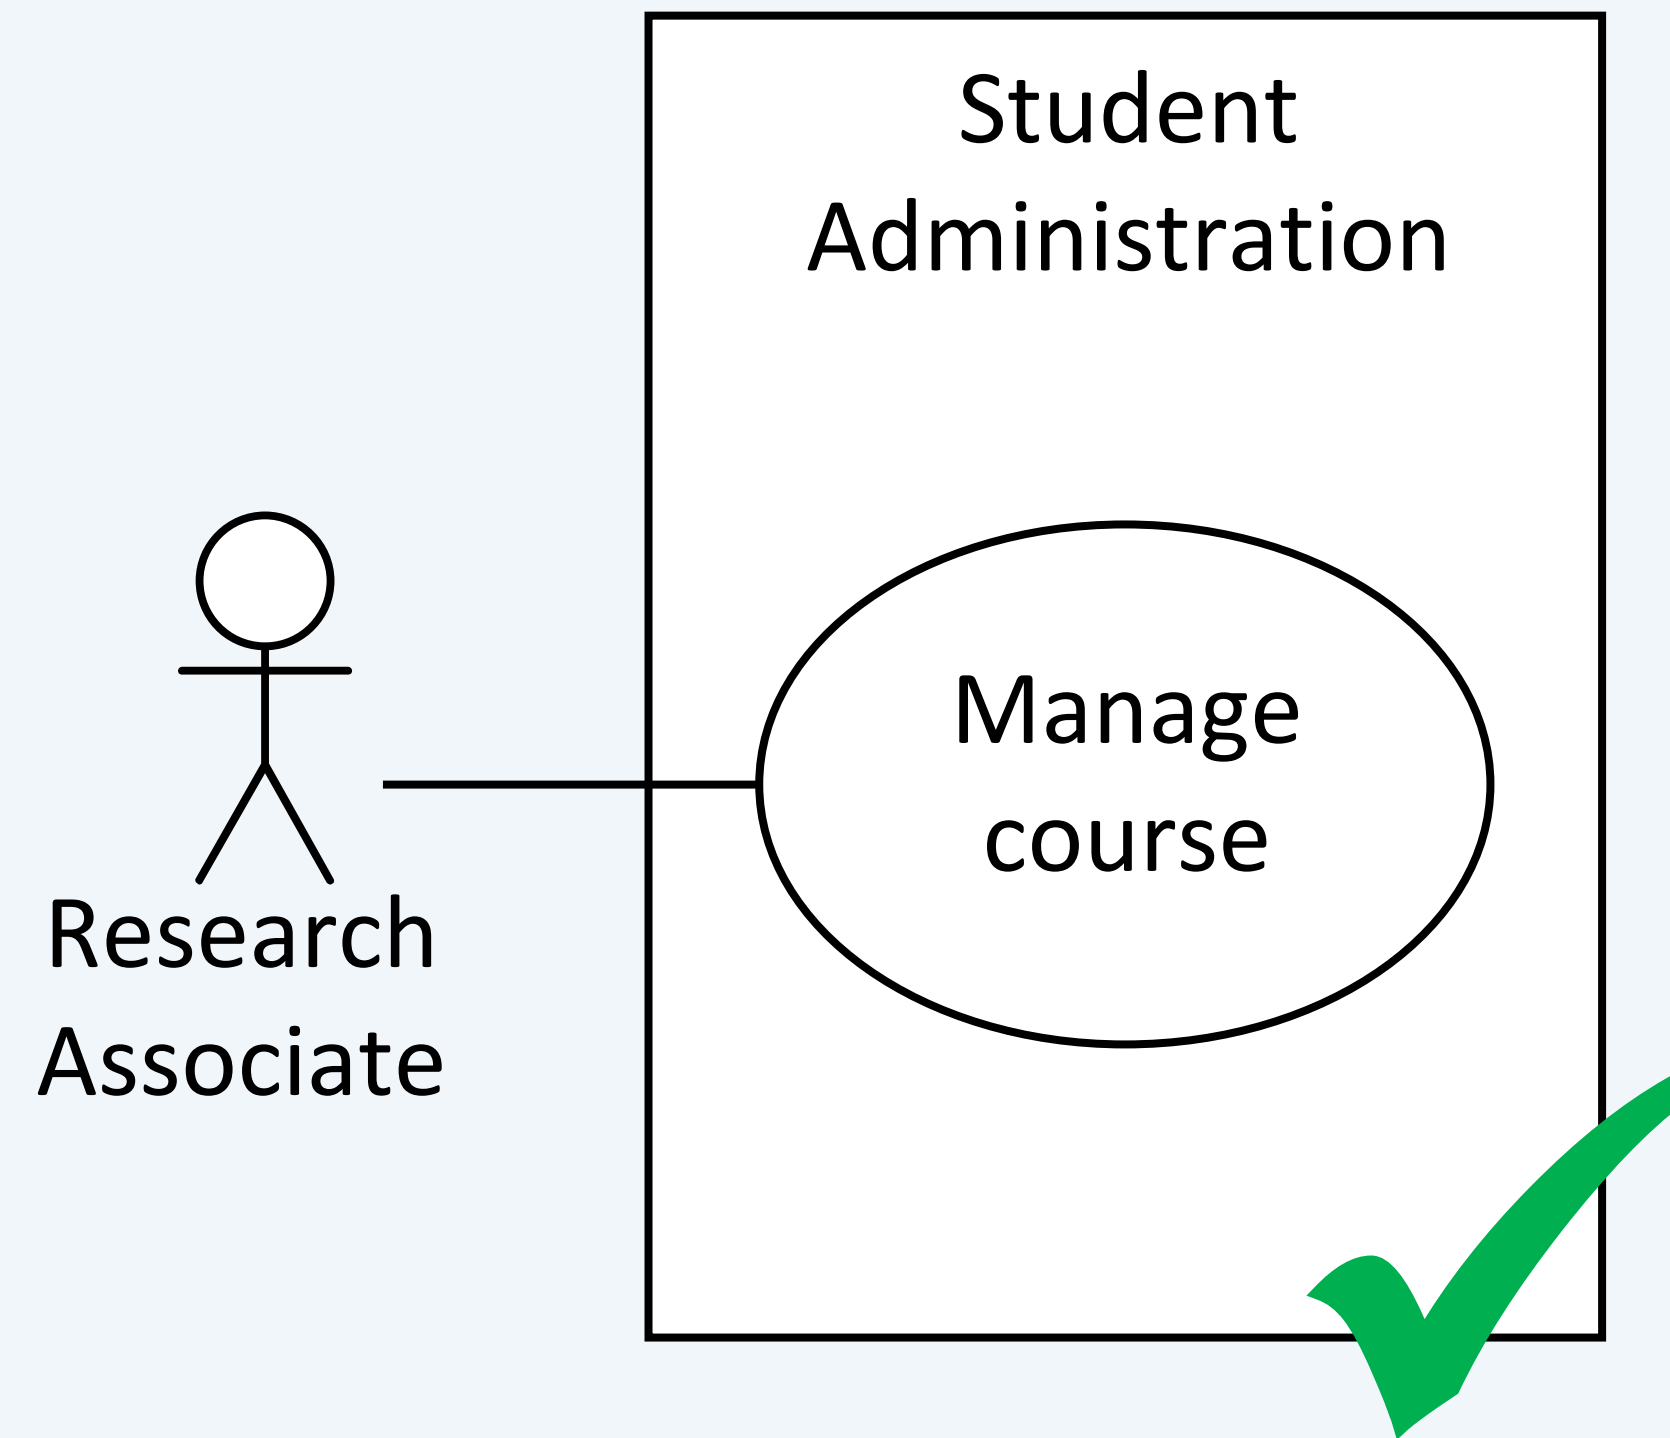 Student
Administration
Manage
course
Research
Associate